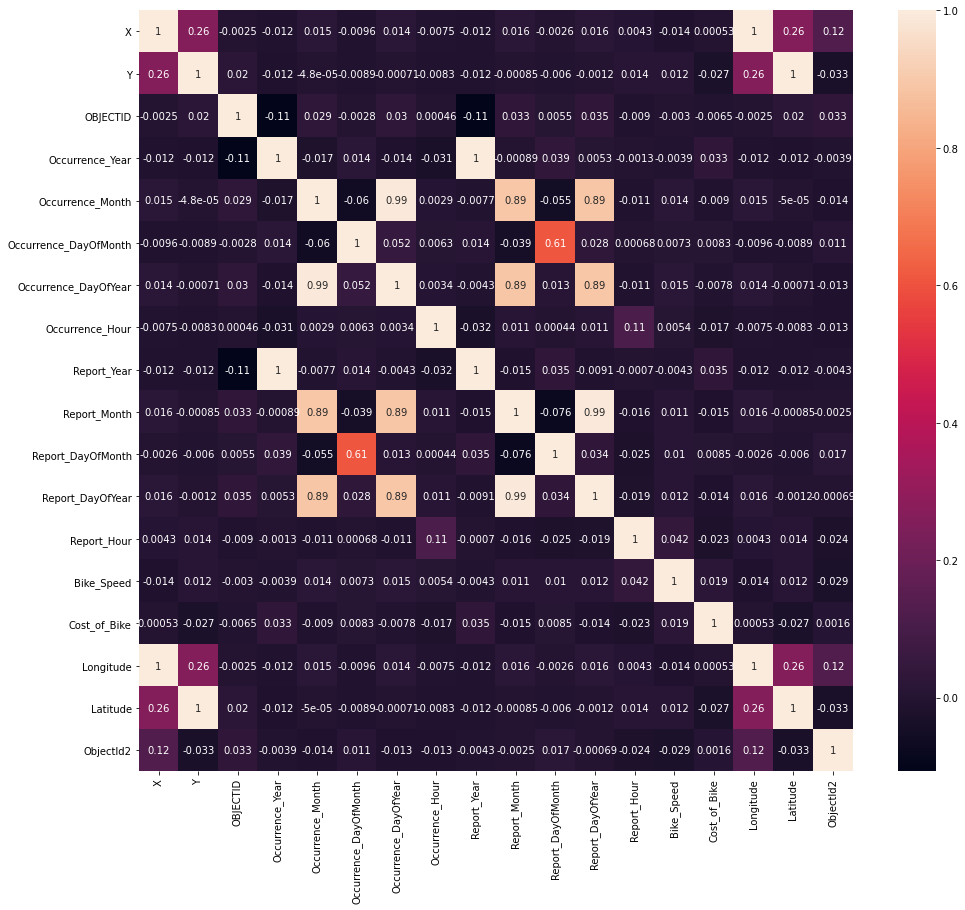 X 1 0.26 -0.0025 -0.012 0.015 -0.0096 0.014 -0.0075 -0.012 0.016 -0.0026 0.016 0.0043 -0.014 0.00053 1 0.26 0.12
Y 0.26 1 0.02 -0.012 -4.8e-05 -0.0089 -0.00071 -0.0083 -0.012 -0.00085 -0.006 -0.0012 0.014 0.012 -0.027 0.26 1 -0.033
OBJECTID -0.0025 0.02 1 -0.11 0.029 -0.0028 0.03 0.00046 -0.11 0.033 0.0055 0.035 -0.009 -0.003 -0.0065 -0.0025 0.02 0.033
Occurrence_Year -0.012 -0.012 -0.11 1 -0.017 0.014 -0.014 -0.031 1 -0.00089 0.039 0.0053 -0.0013 -0.0039 0.033 -0.012 -0.012 -0.0039
Occurrence_Month 0.015 -4.8e-05 0.029 -0.017 1 -0.06 0.99 0.0029 -0.0077 0.89 -0.055 0.89 -0.011 0.014 -0.009 0.015 -5e-05 -0.014
Occurrence_DayOfMonth -0.0096 -0.0089 -0.0028 0.014 -0.06 1 0.052 0.0063 0.014 -0.039 0.61 0.028 0.00068 0.0073 0.0083 -0.0096 -0.0089 0.011
Occurrence_DayOfYear 0.014 -0.00071 0.03 -0.014 0.99 0.052 1 0.0034 -0.0043 0.89 0.013 0.89 -0.011 0.015 -0.0078 0.014 -0.00071 -0.013
Occurrence_Hour -0.0075 -0.0083 0.00046 -0.031 0.0029 0.0063 0.0034 1 -0.032 0.011 0.00044 0.011 0.11 0.0054 -0.017 -0.0075 -0.0083 -0.013
Report_Year -0.012 -0.012 -0.11 1 -0.0077 0.014 -0.0043 -0.032 1 -0.015 0.035 -0.0091 -0.0007 -0.0043 0.035 -0.012 -0.012 -0.0043
Report_Month 0.016 -0.00085 0.033 -0.00089 0.89 -0.039 0.89 0.011 -0.015 1 -0.076 0.99 -0.016 0.011 -0.015 0.016 -0.00085 -0.0025
Report_DayOfMonth -0.0026 -0.006 0.0055 0.039 -0.055 0.61 0.013 0.00044 0.035 -0.076 1 0.034 -0.025 0.01 0.0085 -0.0026 -0.006 0.017
Report_DayOfYear 0.016 -0.0012 0.035 0.0053 0.89 0.028 0.89 0.011 -0.0091 0.99 0.034 1 -0.019 0.012 -0.014 0.016 -0.0012 -0.00069
Report_Hour 0.0043 0.014 -0.009 -0.0013 -0.011 0.00068 -0.011 0.11 -0.0007 -0.016 -0.025 -0.019 1 0.042 -0.023 0.0043 0.014 -0.024
Bike_Speed -0.014 0.012 -0.003 -0.0039 0.014 0.0073 0.015 0.0054 -0.0043 0.011 0.01 0.012 0.042 1 0.019 -0.014 0.012 -0.029
Cost_of_Bike 0.00053 -0.027 -0.0065 0.033 -0.009 0.0083 -0.0078 -0.017 0.035 -0.015 0.0085 -0.014 -0.023 0.019 1 0.00053 -0.027 0.0016
Longitude 1 0.26 -0.0025 -0.012 0.015 -0.0096 0.014 -0.0075 -0.012 0.016 -0.0026 0.016 0.0043 -0.014 0.00053 1 0.26 0.12
Latitude 0.26 1 0.02 -0.012 -5e-05 -0.0089 -0.00071 -0.0083 -0.012 -0.00085 -0.006 -0.0012 0.014 0.012 -0.027 0.26 1 -0.033
ObjectId2 0.12 -0.033 0.033 -0.0039 -0.014 0.011 -0.013 -0.013 -0.0043 -0.0025 0.017 -0.00069 -0.024 -0.029 0.0016 0.12 -0.033 1
X
Y
OBJECTID
Occurrence_Year
Occurrence_Month
Occurrence_DayOfMonth
Occurrence_DayOfYear
Occurrence_Hour
Report_Year
Report_Month
Report_DayOfMonth
Report_DayOfYear
Report_Hour
Bike_Speed
Cost_of_Bike
Longitude
Latitude
ObjectId2
1.0
0.8
0.6
0.4
0.2
0.0